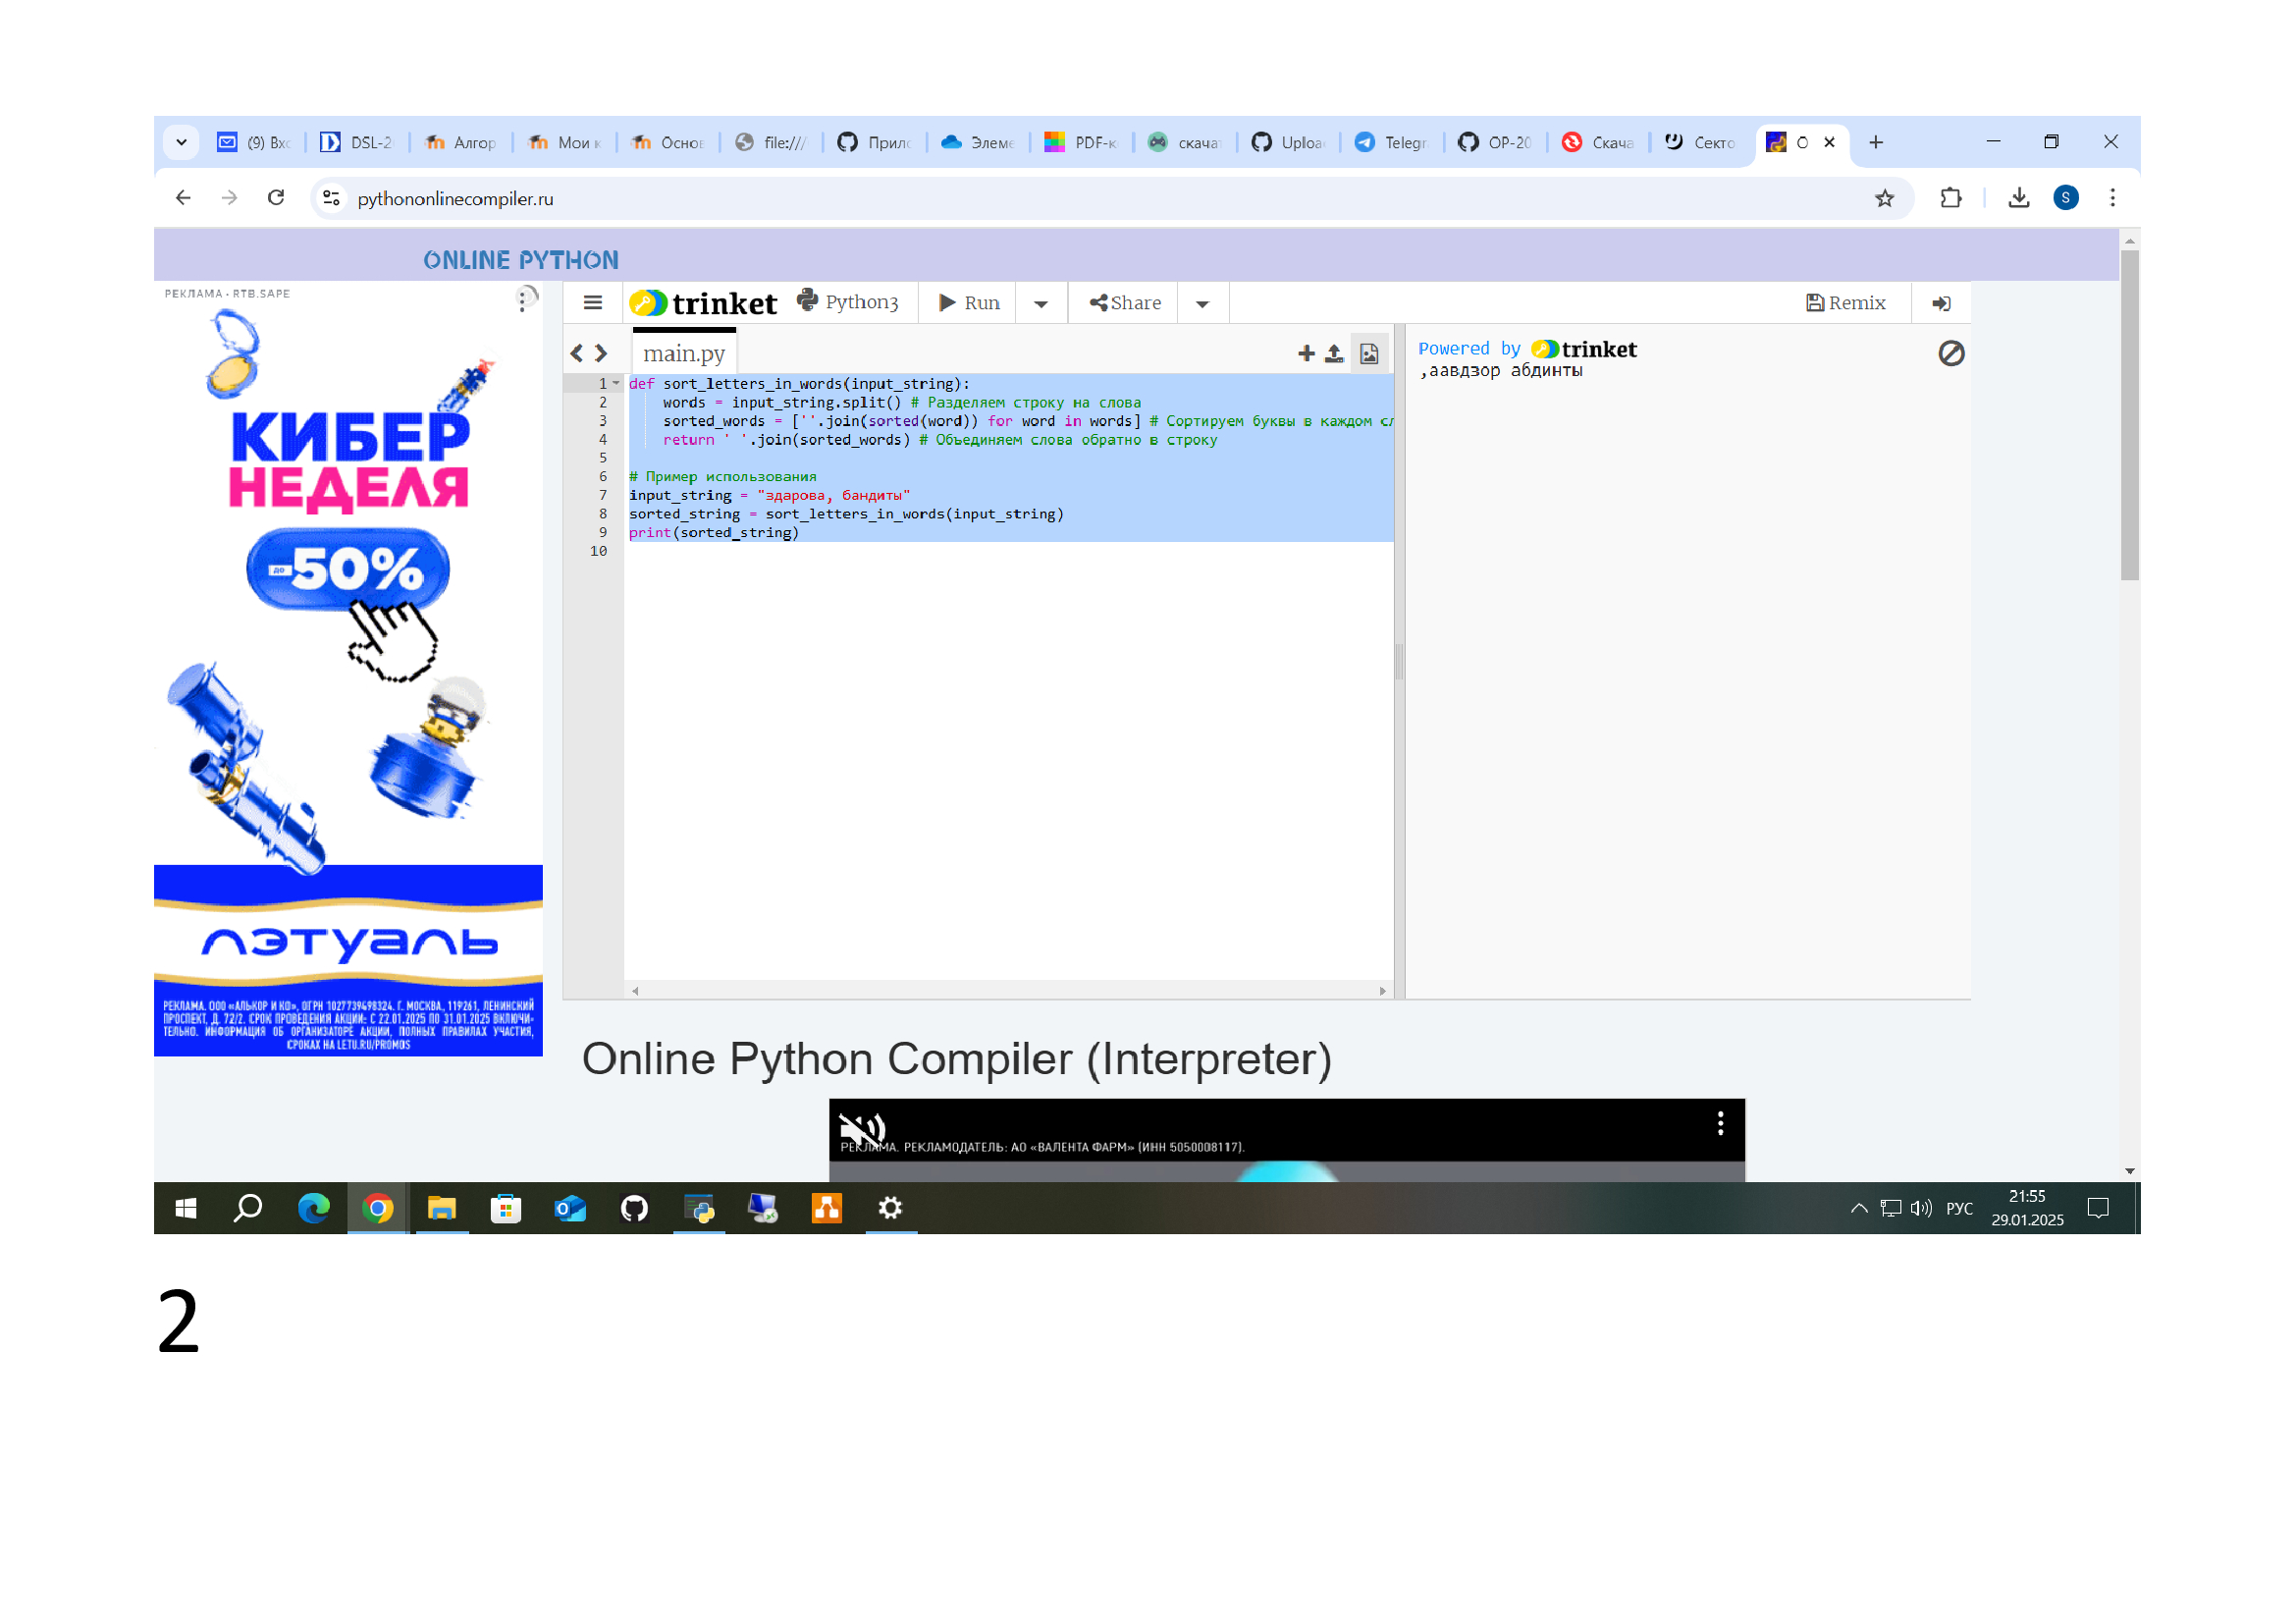 (9) Вхо
DSL-2
Алгор
Мои к
Основ
file:///
Прило
Элеме
PDF-к
скачат
Uploa
Telegr
OP-20
Скача
Секто
O
pythononlinecompiler.ru
S
ONLINE PYTHON
РЕКЛАМА • RTB.SAPE
trinket
Python3
Run
Share
Remix
main.py
Powered by trinket
,аавдзор абдинты
1 def sort_letters_in_words(input_string):
2 words = input_string.split() # Разделяем строку на слова
3 sorted_words = [''.join(sorted(word)) for word in words] # Сортируем буквы в каждом сл
4 return ' '.join(sorted_words) # Объединяем слова обратно в строку
5
6 # Пример использования
7 input_string = "здарова, бандиты"
8 sorted_string = sort_letters_in_words(input_string)
9 print(sorted_string)
10
КИБЕР
НЕДЕЛЯ
ДО -50%
ЛЭТУАЛЬ
РЕКЛАМА. ООО «АЛЬКОР И КО», ОГРН 1027739498324. Г. МОСКВА, 119261, ЛЕНИНСКИЙ
ПРОСПЕКТ, Д. 72/2. СРОК ПРОВЕДЕНИЯ АКЦИИ: С 22.01.2025 ПО 31.01.2025 ВКЛЮЧИ-
ТЕЛЬНО. ИНФОРМАЦИЯ ОБ ОРГАНИЗАТОРЕ АКЦИИ, ПОЛНЫХ ПРАВИЛАХ УЧАСТИЯ,
СРОКАХ НА LETU.RU/PROMOS
Online Python Compiler (Interpreter)
РЕКЛАМА. РЕКЛАМОДАТЕЛЬ: АО «ВАЛЕНТА ФАРМ» (ИНН 5050008117).
РУС
21:55
29.01.2025
2